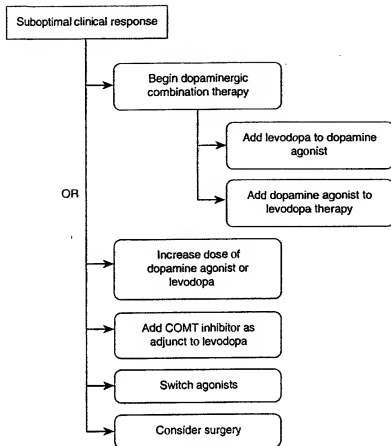 Suboptimal clinical response
Begin dopaminergic
combination therapy
Add levodopa to dopamine
agonist
Add dopamine agonist to
levodopa therapy
OR
Increase dose of
dopamine agonist or
levodopa
Add COMT inhibitor as
adjunct to levodopa
Switch agonists
Consider surgery